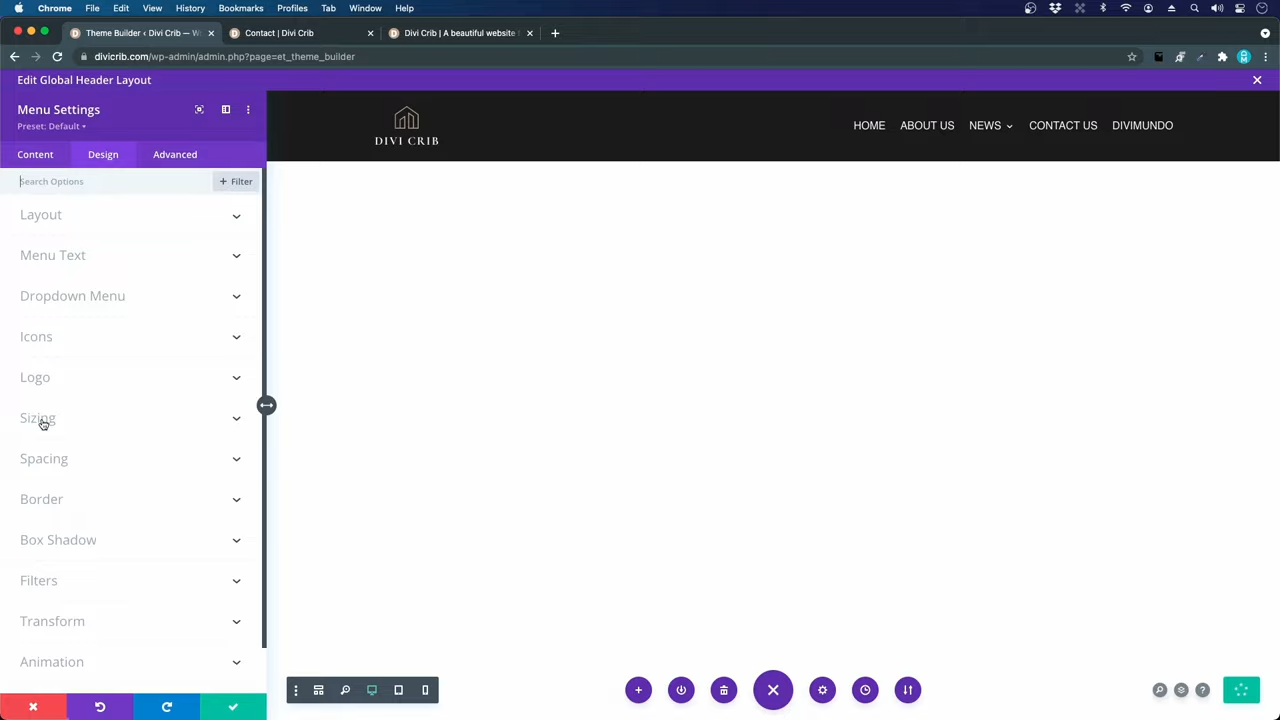 Chrome File Edit View History Bookmarks Profiles Tab Window Help
Theme Builder ‹ Divi Crib — W
Contact | Divi Crib
Divi Crib | A beautiful website
divicrib.com/wp-admin/admin.php?page=et_theme_builder
Edit Global Header Layout
Menu Settings
Preset: Default
Content Design Advanced
Search Options
+ Filter
Layout
Menu Text
Dropdown Menu
Icons
Logo
Sizing
Spacing
Border
Box Shadow
Filters
Transform
Animation
DIVI CRIB
HOME ABOUT US NEWS CONTACT US DIVIMUNDO